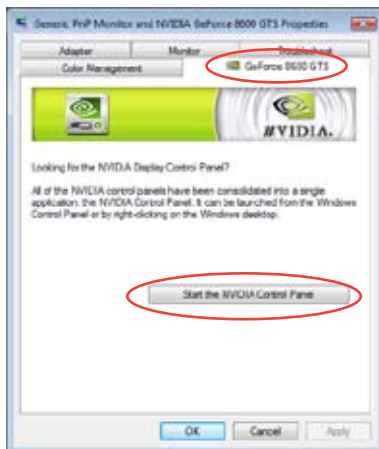 Generic PnP Monitor and NVIDIA GeForce 8600 GTS Properties
Adapter Monitor Troubleshoot
Color Management GeForce 8600 GTS
NVIDIA.
Looking for the NVIDIA Display Control Panel?
All of the NVIDIA control panels have been consolidated into a single
application: the NVIDIA Control Panel. It can be launched from the Windows
Control Panel or by right-clicking on the Windows desktop.
Start the NVIDIA Control Panel
OK Cancel Apply